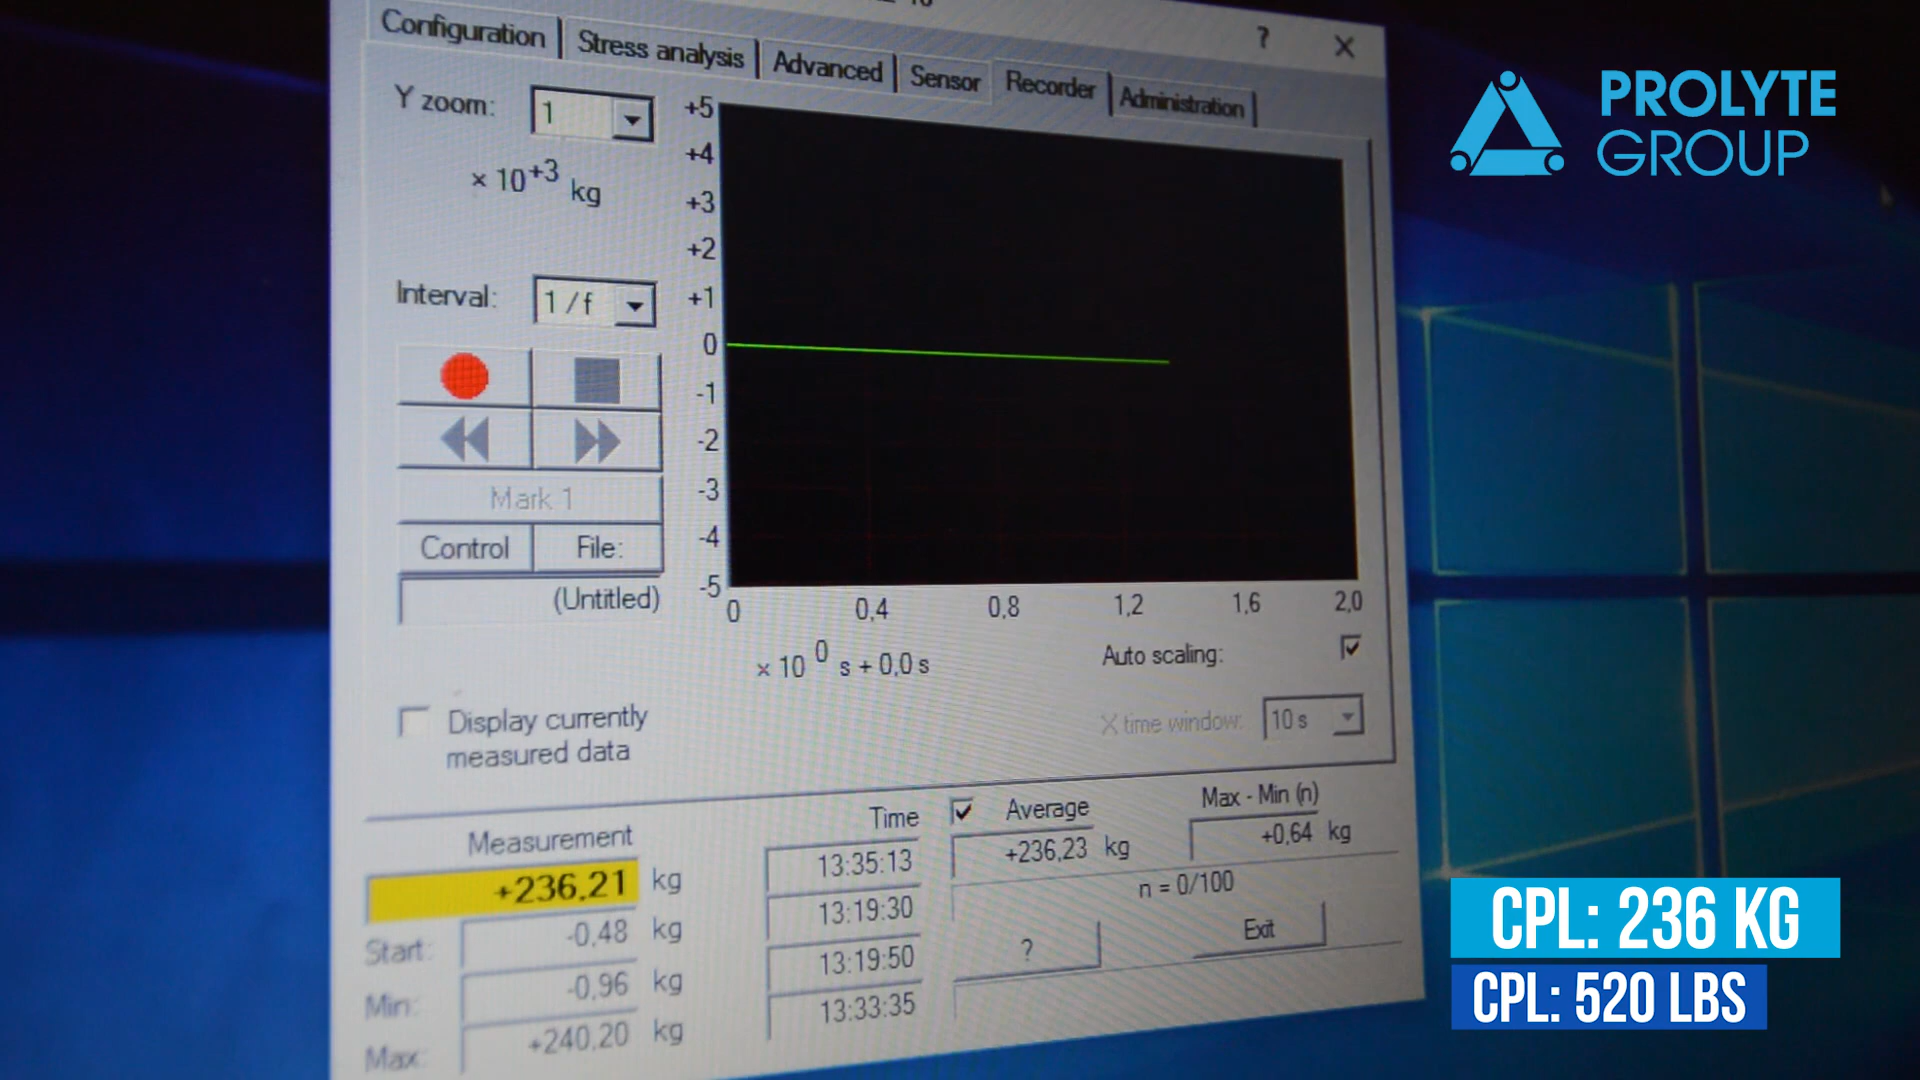 Configuration
Stress analysis
Advanced
Sensor
Recorder
Administration
?
Y zoom:
1
× 10 +3 kg
Interval:
1 / f
Mark 1
Control
File:
(Untitled)
+5
+4
+3
+2
+1
0
-1
-2
-3
-4
-5
0 0,4 0,8 1,2 1,6 2,0
× 10 0 s + 0,0 s
Auto scaling:
X time window: 10 s
Display currently
measured data
Measurement
+236,21 kg
Start: -0,48 kg
Min: -0,96 kg
Max: +240,20 kg
Time
13:35:13
13:19:30
13:19:50
13:33:35
Average
+236,23 kg
Max - Min (n)
+0,64 kg
n = 0/100
?
Exit
PROLYTE
GROUP
CPL: 236 KG
CPL: 520 LBS